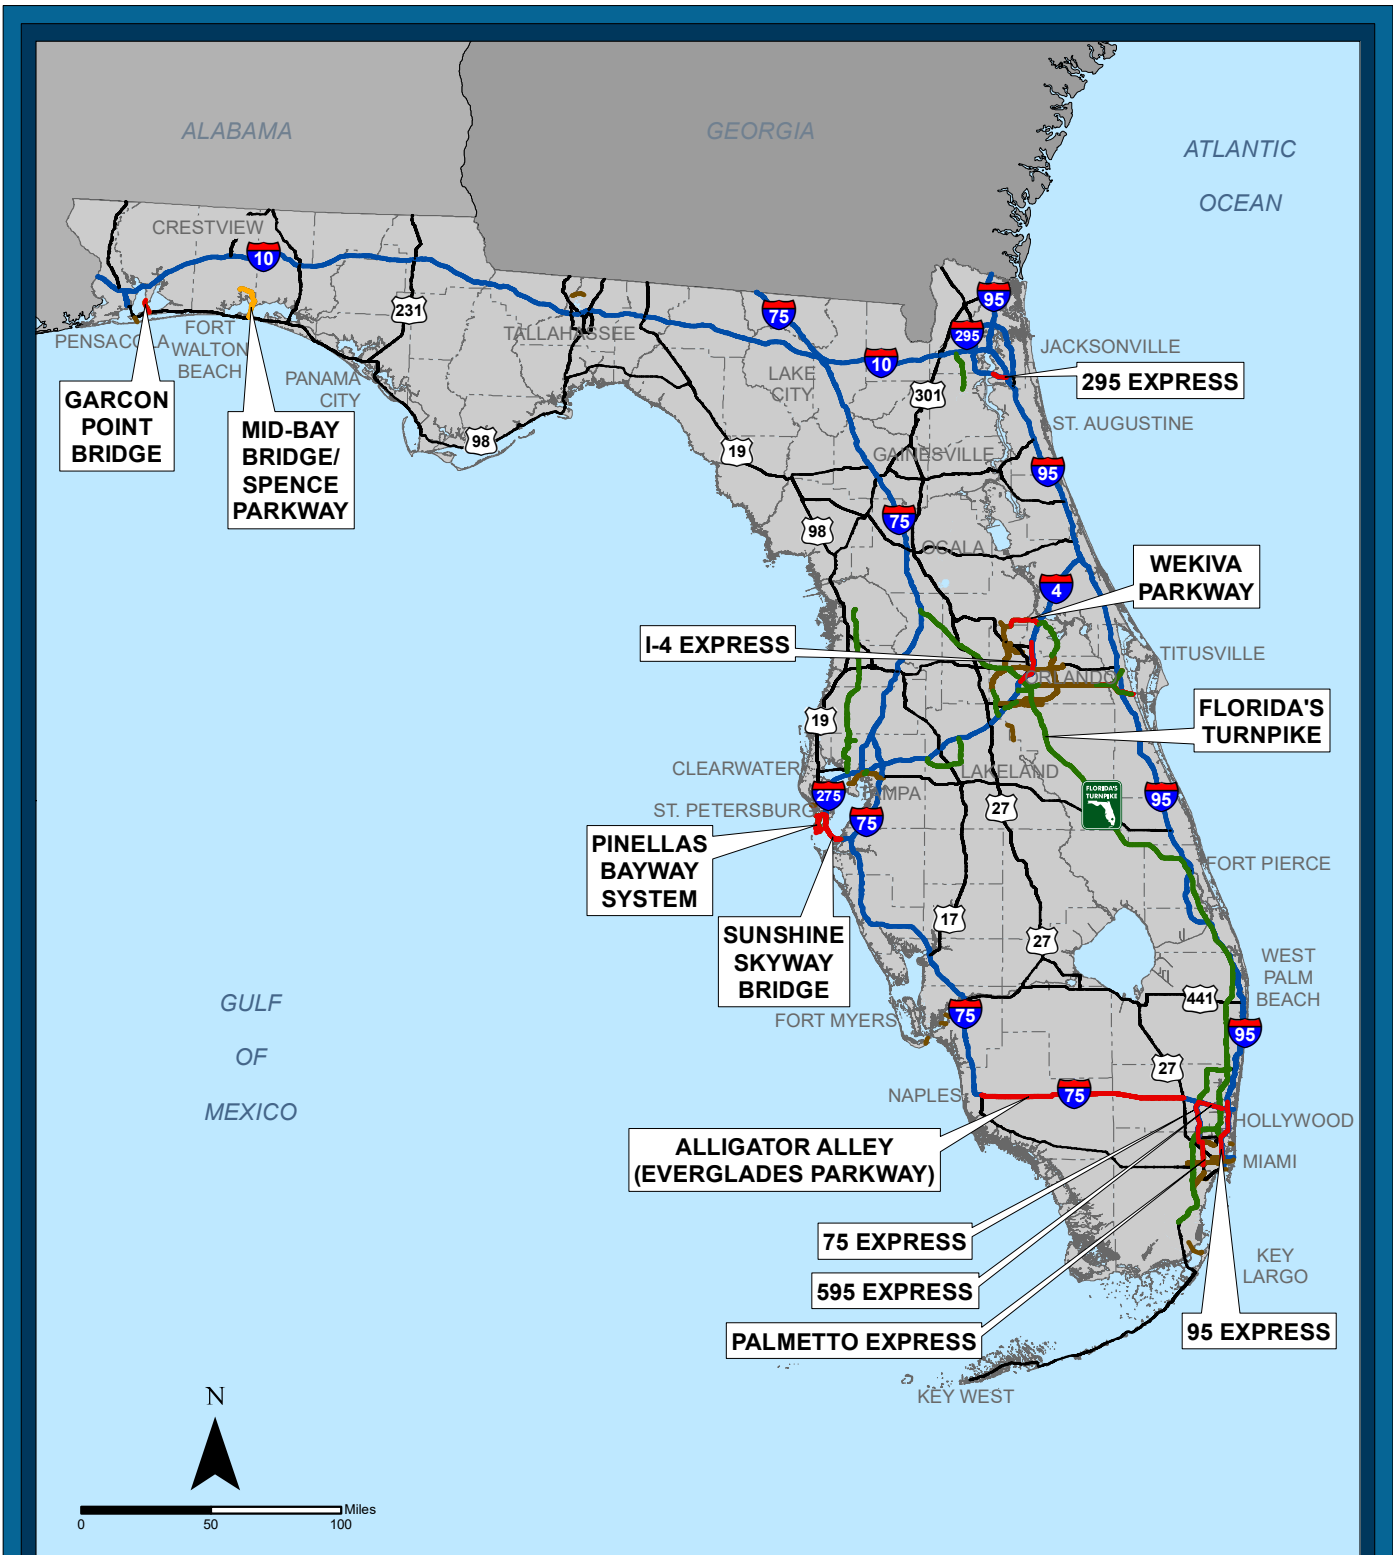 ALABAMA
GEORGIA
ATLANTIC
OCEAN
CRESTVIEW
10
231
PENSACOLA
FORT
WALTON
BEACH
PANAMA
CITY
TALLAHASSEE
98
GARCON
POINT
BRIDGE
MID-BAY
BRIDGE/
SPENCE
PARKWAY
75
95
295
10
LAKE
CITY
301
JACKSONVILLE
295 EXPRESS
ST. AUGUSTINE
19
GAINESVILLE
95
98
75
OCALA
4
WEKIVA
PARKWAY
I-4 EXPRESS
TITUSVILLE
ORLANDO
19
FLORIDA'S
TURNPIKE
CLEARWATER
LAKELAND
275
TAMPA
ST. PETERSBURG
75
27
FLORIDA'S
TURNPIKE
95
PINELLAS
BAYWAY
SYSTEM
FORT PIERCE
17
27
SUNSHINE
SKYWAY
BRIDGE
WEST
PALM
BEACH
441
GULF
OF
MEXICO
FORT MYERS
75
95
27
NAPLES
75
HOLLYWOOD
ALLIGATOR ALLEY
(EVERGLADES PARKWAY)
MIAMI
75 EXPRESS
KEY
LARGO
595 EXPRESS
PALMETTO EXPRESS
95 EXPRESS
KEY WEST
N
Miles
0
50
100